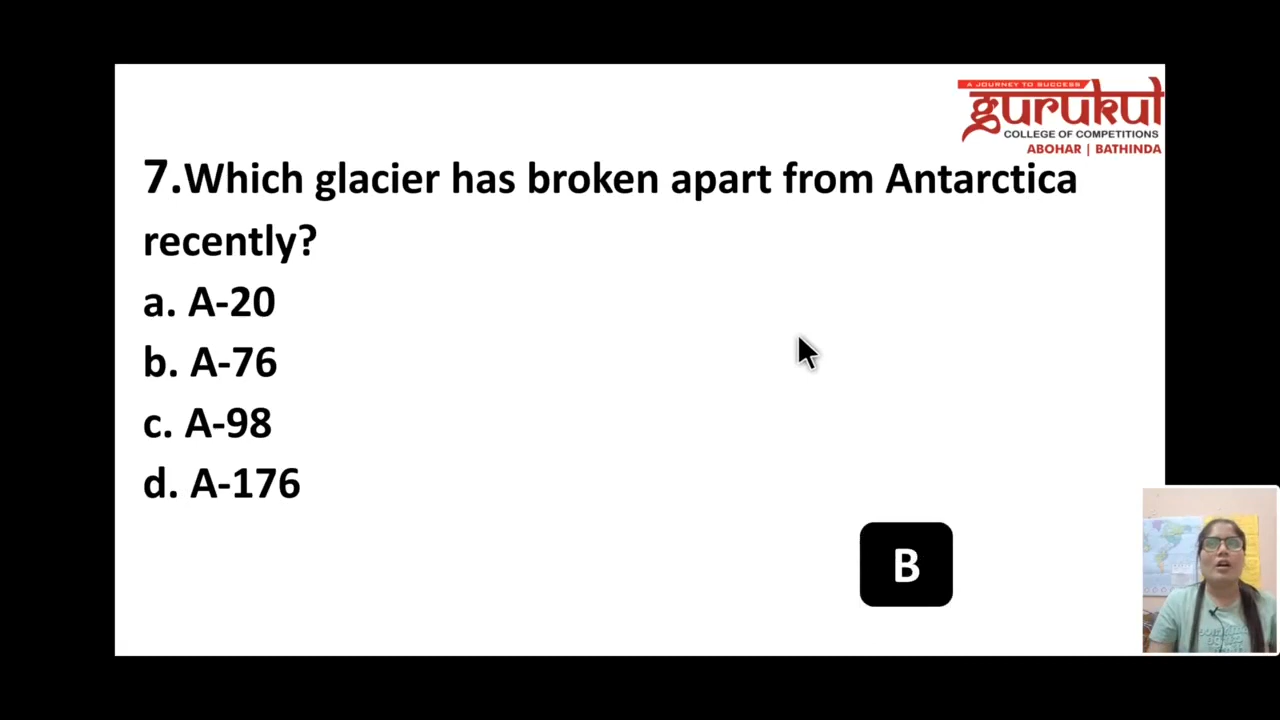 A JOURNEY TO SUCCESS
gurukul
COLLEGE OF COMPETITIONS
ABOHAR | BATHINDA
7.Which glacier has broken apart from Antarctica
recently?
a. A-20
b. A-76
c. A-98
d. A-176
B